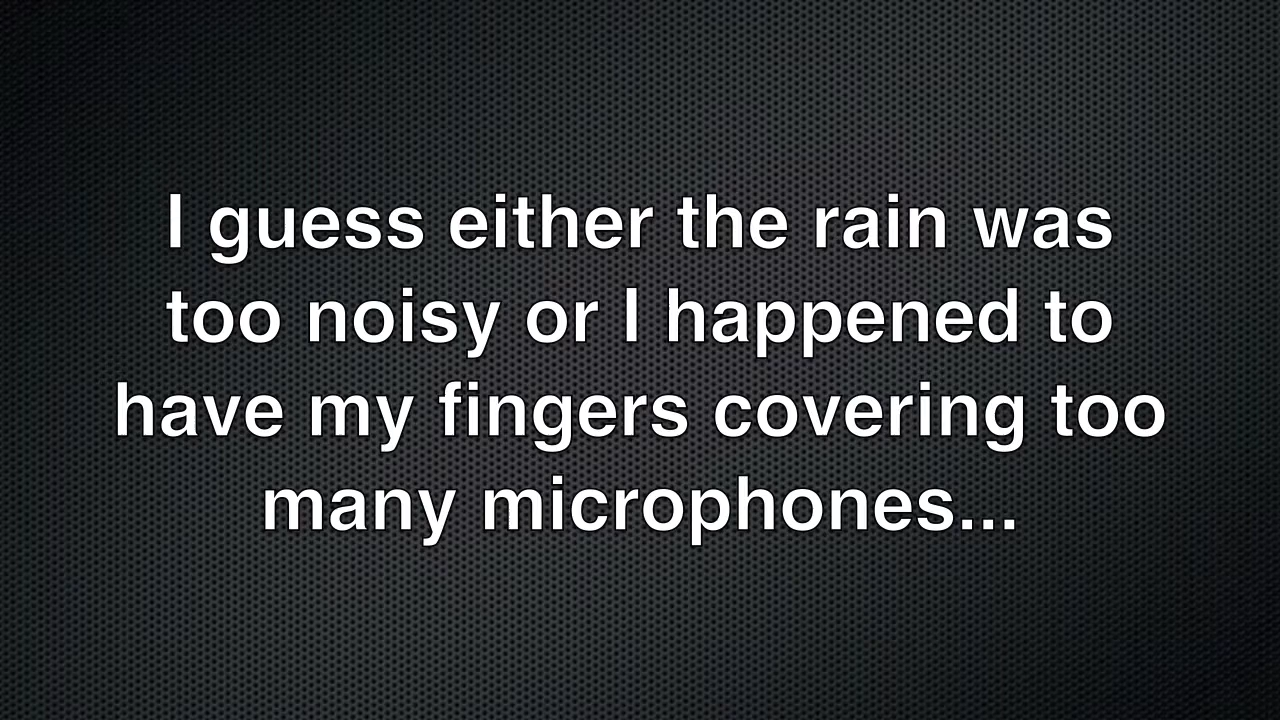 I guess either the rain was
too noisy or I happened to
have my fingers covering too
many microphones...